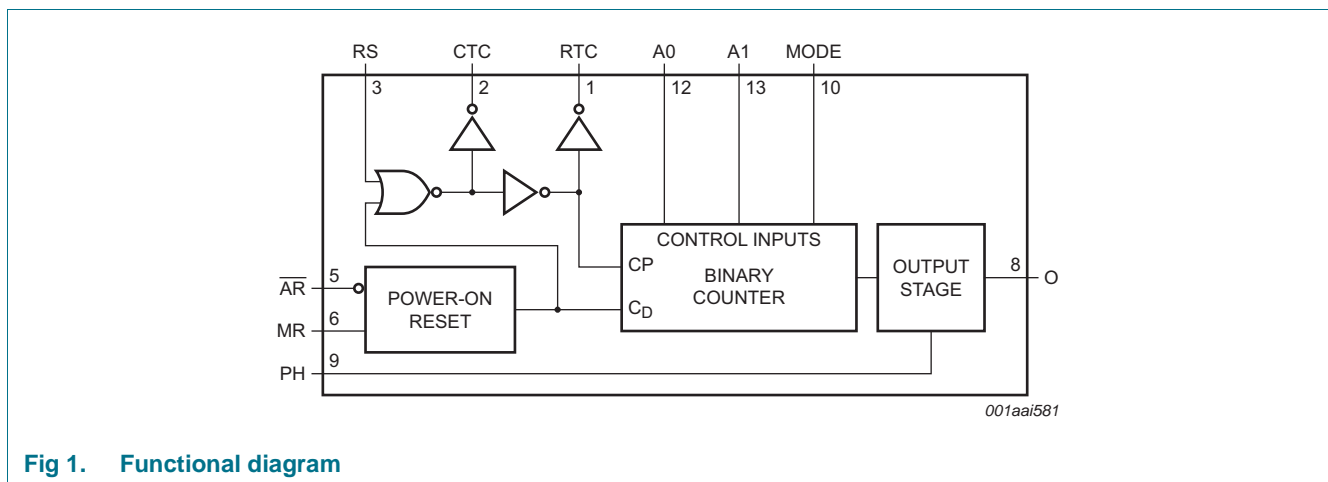 RS CTC RTC A0 A1 MODE
3 2 1 12 13 10
CONTROL INPUTS
CP
BINARY
COUNTER
CD
OUTPUT
STAGE
8 O
AR 5
POWER-ON
RESET
MR 6
PH 9
001aai581
Fig 1. Functional diagram